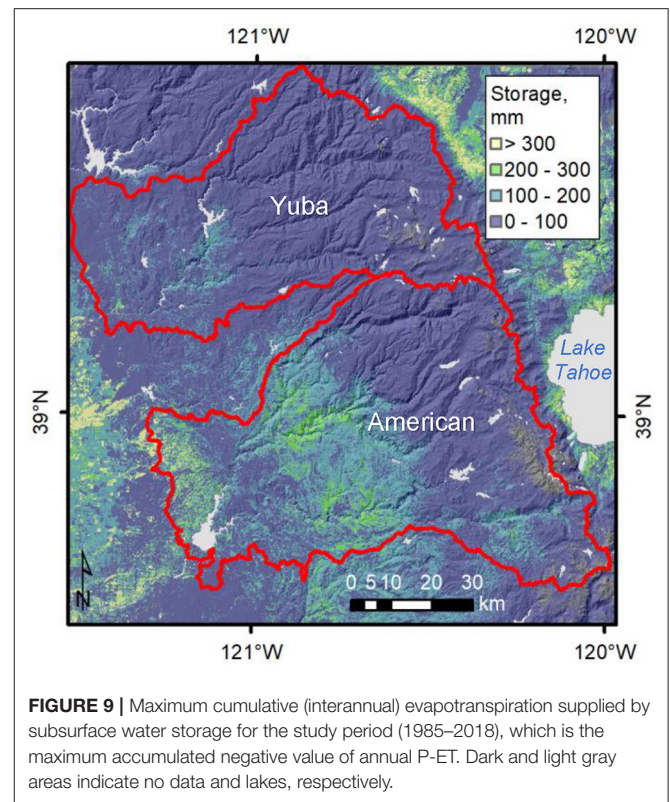 121°W
120°W
Storage,
mm
> 300
200 - 300
100 - 200
0 - 100
Yuba
Lake
Tahoe
39°N
39°N
American
N
0 5 10 20 30
km
121°W
120°W
FIGURE 9 | Maximum cumulative (interannual) evapotranspiration supplied by
subsurface water storage for the study period (1985–2018), which is the
maximum accumulated negative value of annual P-ET. Dark and light gray
areas indicate no data and lakes, respectively.